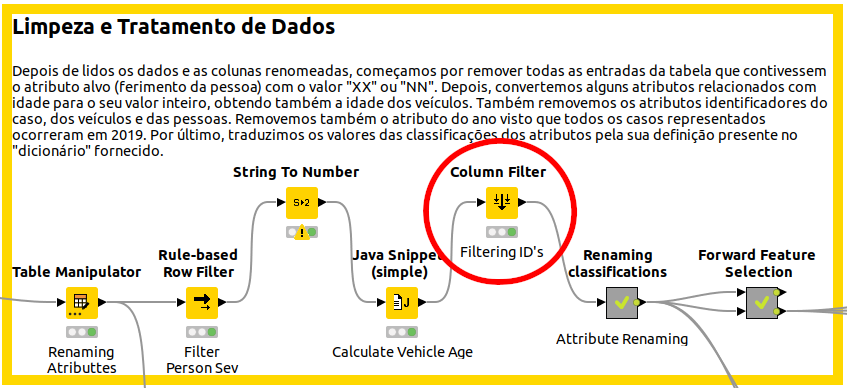 Limpeza e Tratamento de Dados
Depois de lidos os dados e as colunas renomeadas, começamos por remover todas as entradas da tabela que contivessem
o atributo alvo (ferimento da pessoa) com o valor "XX" ou "NN". Depois, convertemos alguns atributos relacionados com
idade para o seu valor inteiro, obtendo também a idade dos veículos. Também removemos os atributos identificadores do
caso, dos veículos e das pessoas. Removemos também o atributo do ano visto que todos os casos representados
ocorreram em 2019. Por último, traduzimos os valores das classificações dos atributos pela sua definição presente no
"dicionário" fornecido.
String To Number
S▸2
Column Filter
Filtering ID's
Table Manipulator
Renaming
Atributtes
Rule-based
Row Filter
Filter
Person Sev
Java Snippet
(simple)
J
Calculate Vehicle Age
Renaming
classifications
Attribute Renaming
Forward Feature
Selection